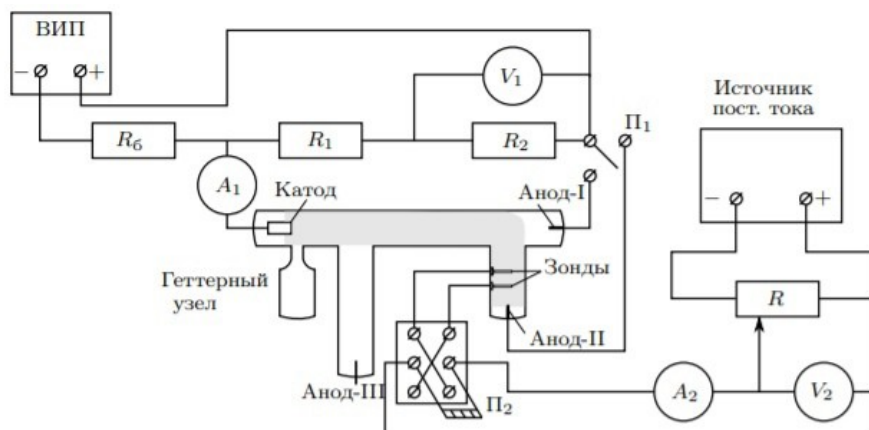 ВИП
− +
V₁
Источник
пост. тока
П₁
Rб
R₁
R₂
− +
A₁
Катод
Анод-I
Геттерный
узел
Зонды
R
Анод-II
Анод-III
П₂
A₂
V₂